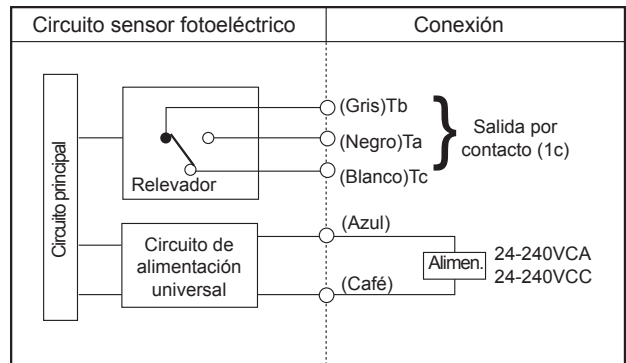 Circuito sensor fotoeléctrico
Conexión
Circuito principal
Relevador
(Gris)Tb
(Negro)Ta
(Blanco)Tc
}
Salida por
contacto (1c)
Circuito de
alimentación
universal
(Azul)
(Café)
Alimen.
24-240VCA
24-240VCC